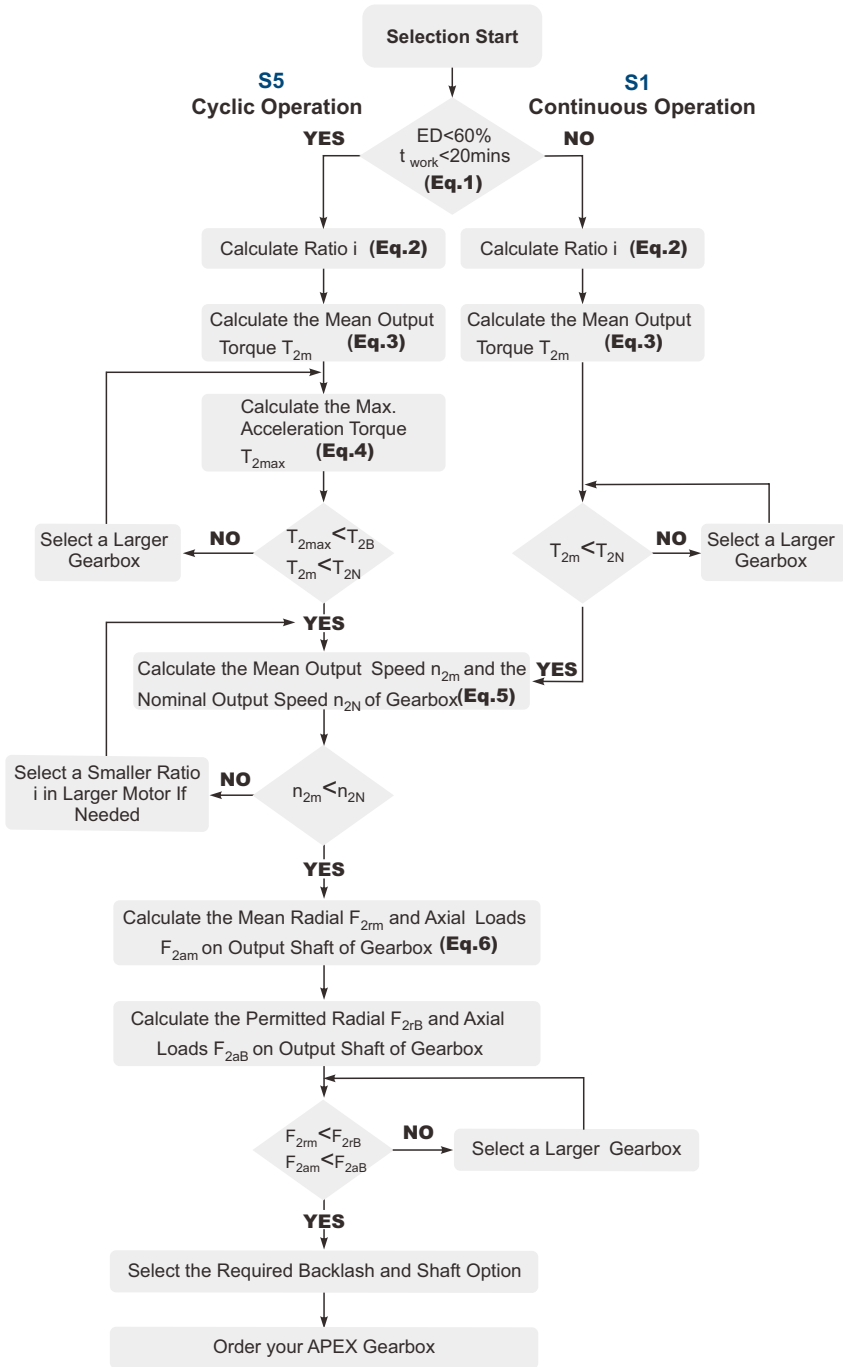 Selection Start
S5
Cyclic Operation
S1
Continuous Operation
YES
ED<60%
t work<20mins
(Eq.1)
NO
Calculate Ratio i (Eq.2)
Calculate Ratio i (Eq.2)
Calculate the Mean Output
Torque T2m (Eq.3)
Calculate the Mean Output
Torque T2m (Eq.3)
Calculate the Max.
Acceleration Torque
T2max (Eq.4)
Select a Larger
Gearbox
NO
T2max<T2B
T2m<T2N
T2m<T2N
NO
Select a Larger
Gearbox
YES
Calculate the Mean Output Speed n2m and the
Nominal Output Speed n2N of Gearbox(Eq.5)
YES
Select a Smaller Ratio
i in Larger Motor If
Needed
NO
n2m<n2N
YES
Calculate the Mean Radial F2rm and Axial Loads
F2am on Output Shaft of Gearbox (Eq.6)
Calculate the Permitted Radial F2rB and Axial
Loads F2aB on Output Shaft of Gearbox
F2rm<F2rB
F2am<F2aB
NO
Select a Larger Gearbox
YES
Select the Required Backlash and Shaft Option
Order your APEX Gearbox